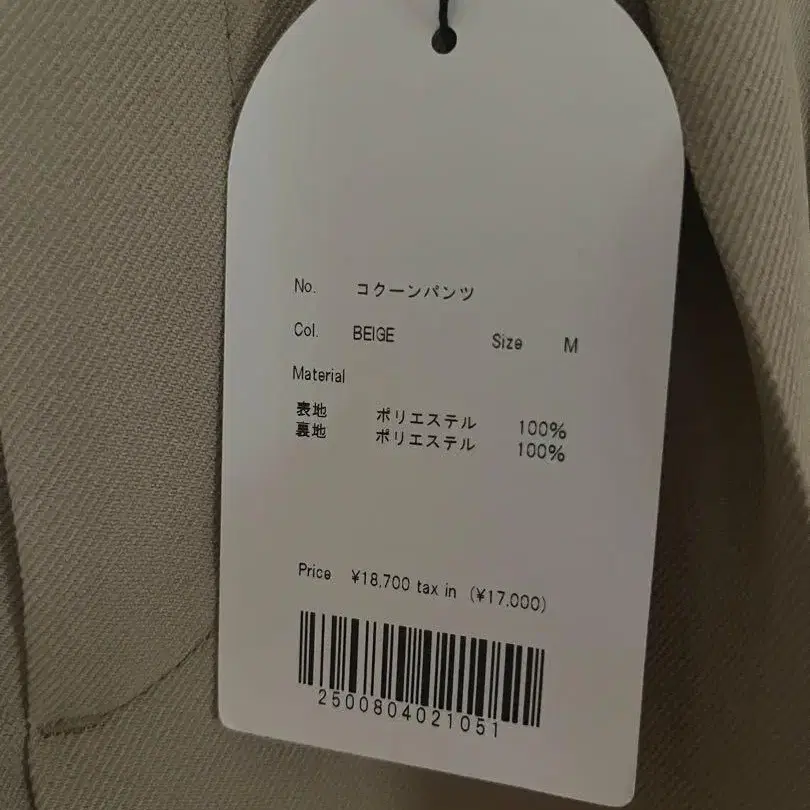 No. コクーンパンツ
Col. BEIGE Size M
Material
表地 ポリエステル 100%
裏地 ポリエステル 100%
Price ¥18,700 tax in (¥17,000)
2500804021051